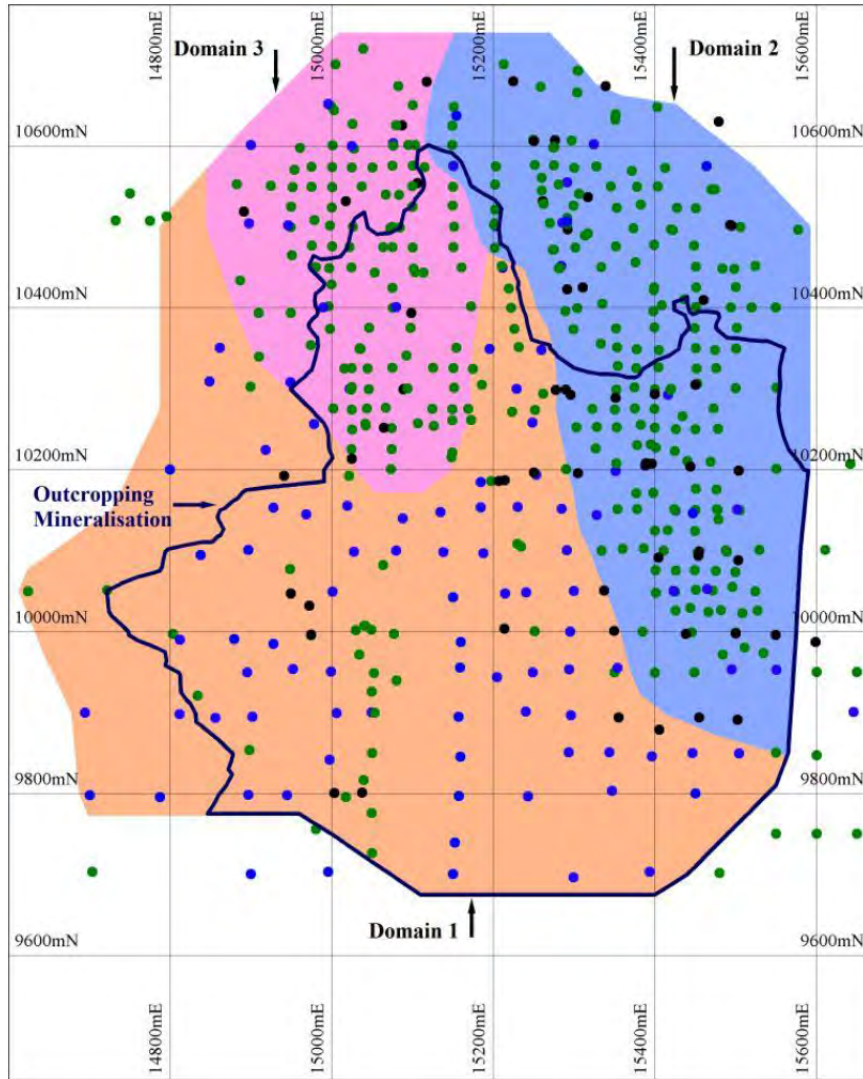 14800mE
15000mE
15200mE
15400mE
15600mE
Domain 3
Domain 2
10600mN
10600mN
10400mN
10400mN
10200mN
10200mN
Outcropping
Mineralisation
10000mN
10000mN
9800mN
9800mN
Domain 1
9600mN
9600mN
14800mE
15000mE
15200mE
15400mE
15600mE